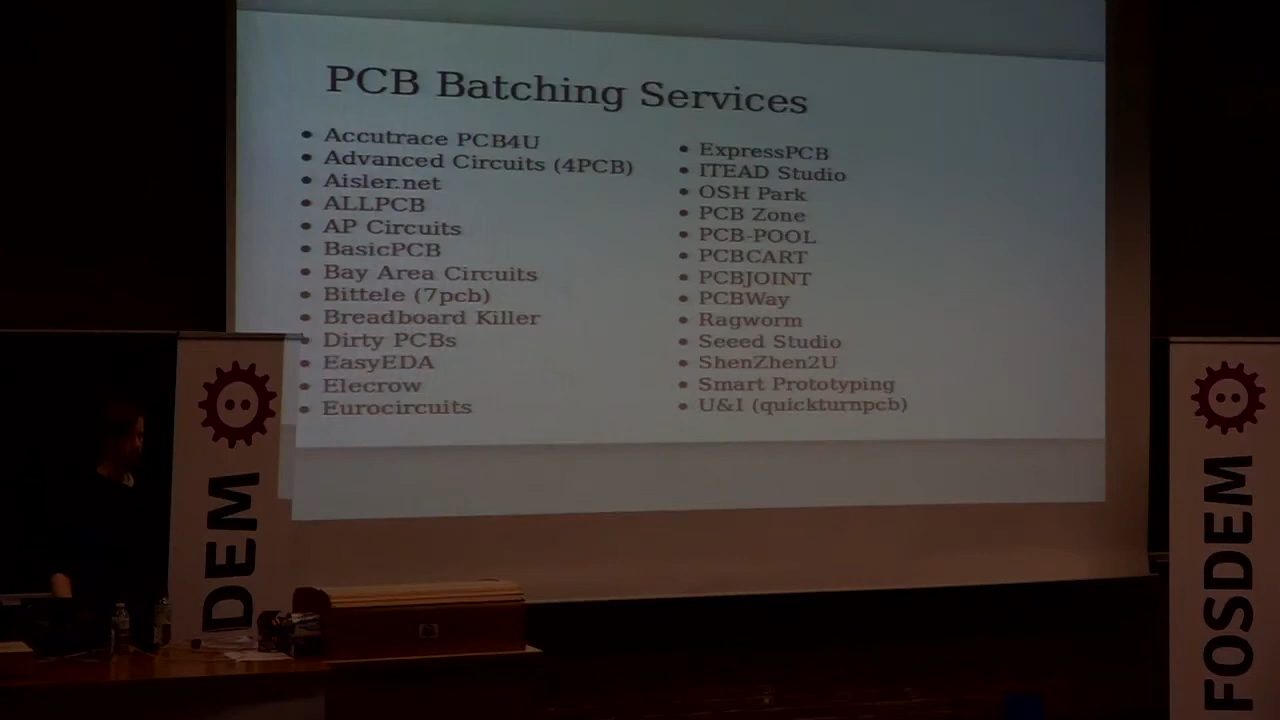 PCB Batching Services
• Accutrace PCB4U
• Advanced Circuits (4PCB)
• Aisler.net
• ALLPCB
• AP Circuits
• BasicPCB
• Bay Area Circuits
• Bittele (7pcb)
• Breadboard Killer
• Dirty PCBs
• EasyEDA
• Elecrow
• Eurocircuits
• ExpressPCB
• ITEAD Studio
• OSH Park
• PCB Zone
• PCB-POOL
• PCBCART
• PCBJOINT
• PCBWay
• Ragworm
• Seeed Studio
• ShenZhen2U
• Smart Prototyping
• U&I (quickturnpcb)
DEM
FOSDEM